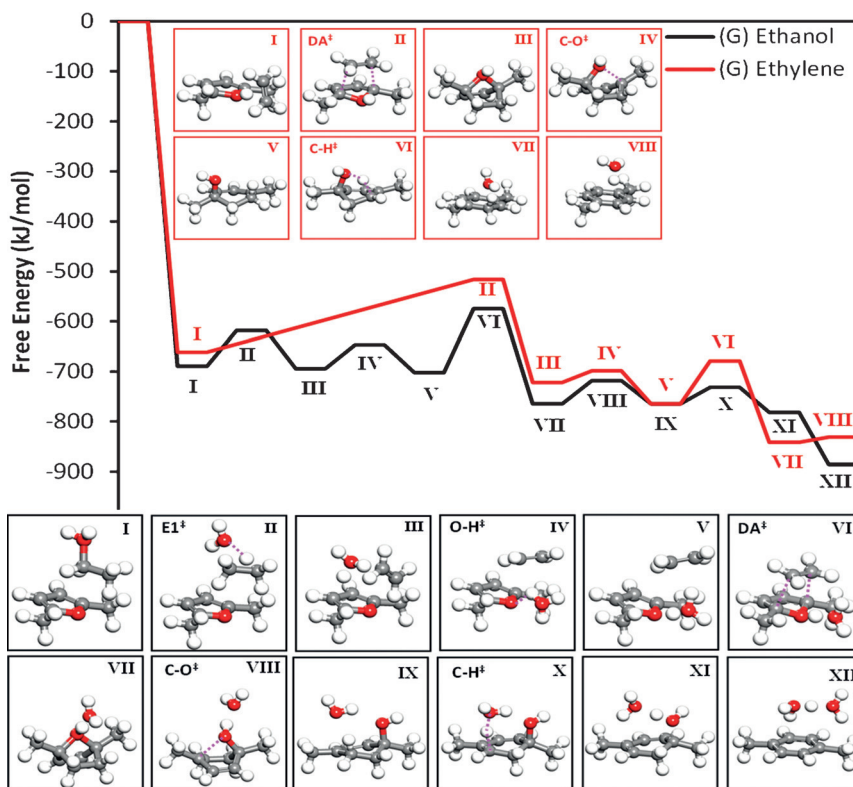 0
-100
-200
-300
-400
-500
-600
-700
-800
-900
Free Energy (kJ/mol)
(G) Ethanol
(G) Ethylene
I
DA‡ II
III
C-O‡ IV
V
C-H‡ VI
VII
VIII
I
II
I
II
III
IV
V
VI
III
IV
VII
VIII
V
IX
VI
X
XI
VIII
VII
XII
I
E1‡ II
III
O-H‡ IV
V
DA‡ VI
VII
C-O‡ VIII
IX
C-H‡ X
XI
XII